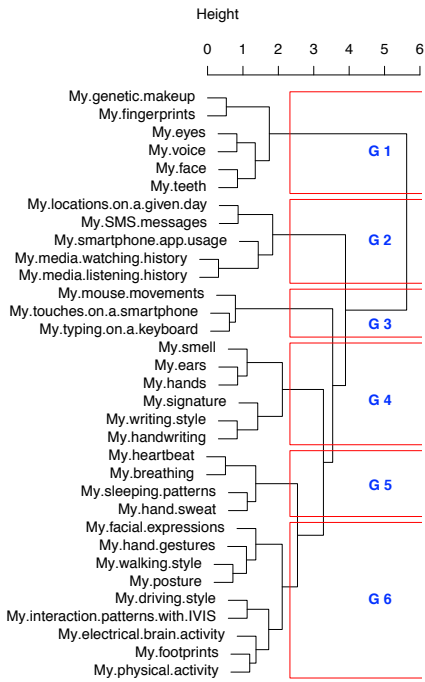 Height
0 1 2 3 4 5 6
My.genetic.makeup
My.fingerprints
My.eyes
My.voice
My.face
My.teeth
G 1
My.locations.on.a.given.day
My.SMS.messages
My.smartphone.app.usage
My.media.watching.history
My.media.listening.history
G 2
My.mouse.movements
My.touches.on.a.smartphone
My.typing.on.a.keyboard
G 3
My.smell
My.ears
My.hands
My.signature
My.writing.style
My.handwriting
G 4
My.heartbeat
My.breathing
My.sleeping.patterns
My.hand.sweat
G 5
My.facial.expressions
My.hand.gestures
My.walking.style
My.posture
My.driving.style
My.interaction.patterns.with.IVIS
My.electrical.brain.activity
My.footprints
My.physical.activity
G 6